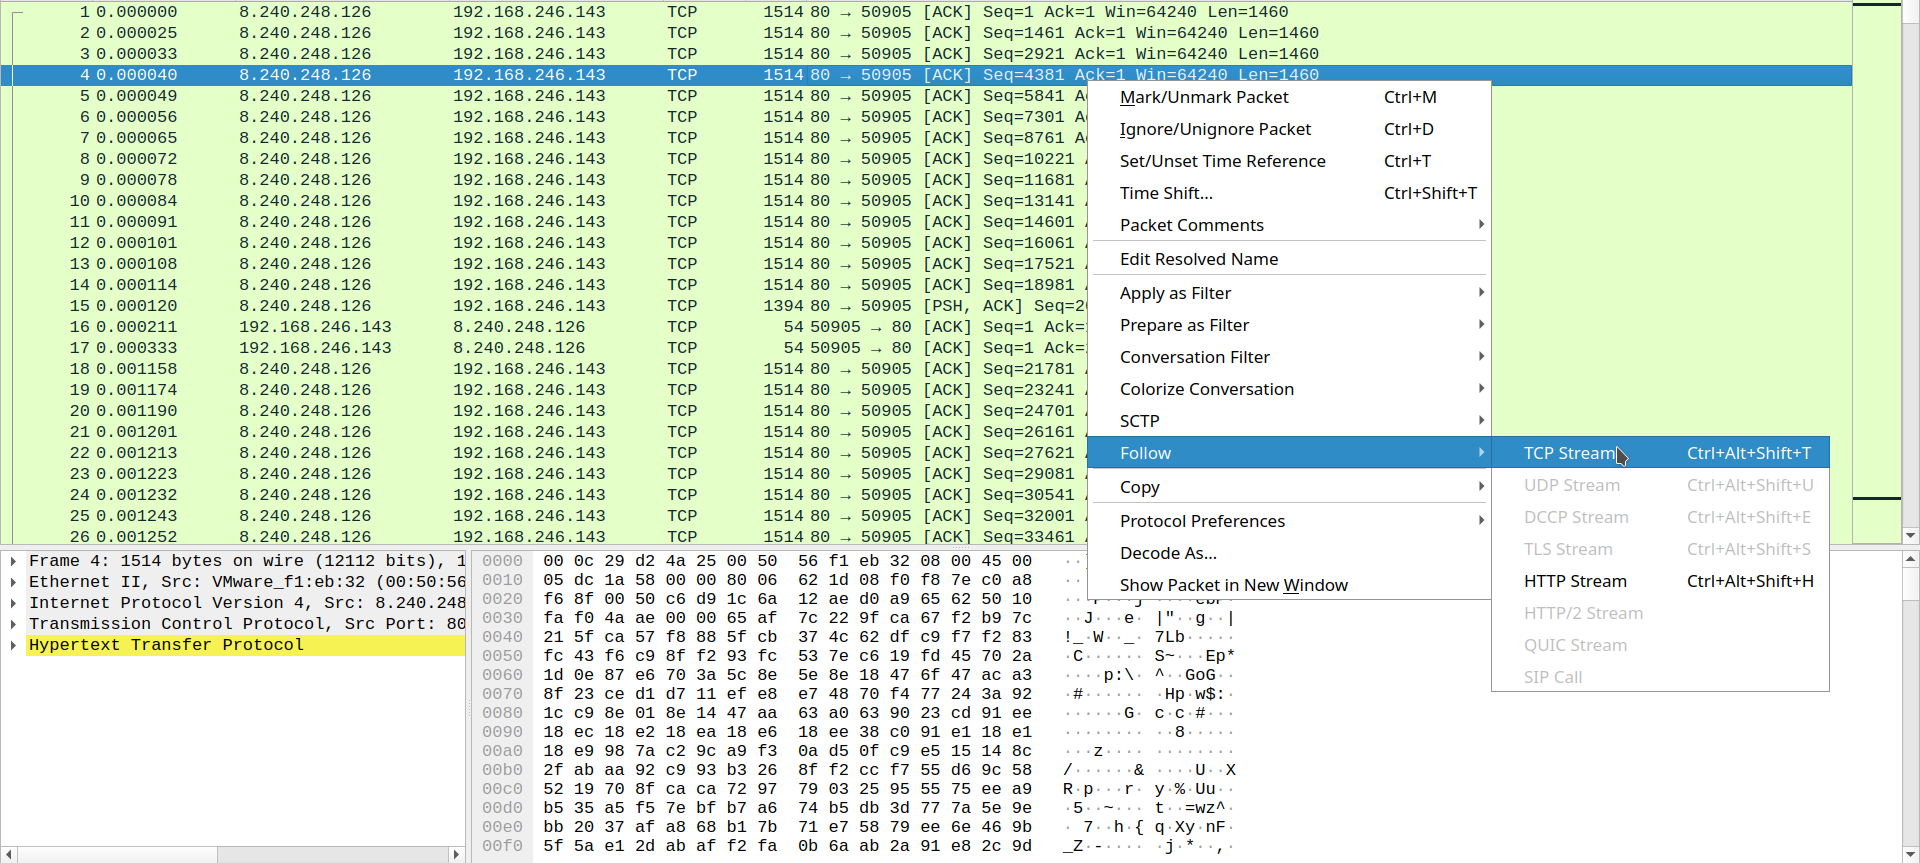 1 0.000000 8.240.248.126 192.168.246.143 TCP 1514 80 → 50905 [ACK] Seq=1 Ack=1 Win=64240 Len=1460
2 0.000025 8.240.248.126 192.168.246.143 TCP 1514 80 → 50905 [ACK] Seq=1461 Ack=1 Win=64240 Len=1460
3 0.000033 8.240.248.126 192.168.246.143 TCP 1514 80 → 50905 [ACK] Seq=2921 Ack=1 Win=64240 Len=1460
4 0.000040 8.240.248.126 192.168.246.143 TCP 1514 80 → 50905 [ACK] Seq=4381 Ack=1 Win=64240 Len=1460
5 0.000049 8.240.248.126 192.168.246.143 TCP 1514 80 → 50905 [ACK] Seq=5841 A
6 0.000056 8.240.248.126 192.168.246.143 TCP 1514 80 → 50905 [ACK] Seq=7301 A
7 0.000065 8.240.248.126 192.168.246.143 TCP 1514 80 → 50905 [ACK] Seq=8761 A
8 0.000072 8.240.248.126 192.168.246.143 TCP 1514 80 → 50905 [ACK] Seq=10221
9 0.000078 8.240.248.126 192.168.246.143 TCP 1514 80 → 50905 [ACK] Seq=11681
10 0.000084 8.240.248.126 192.168.246.143 TCP 1514 80 → 50905 [ACK] Seq=13141
11 0.000091 8.240.248.126 192.168.246.143 TCP 1514 80 → 50905 [ACK] Seq=14601
12 0.000101 8.240.248.126 192.168.246.143 TCP 1514 80 → 50905 [ACK] Seq=16061
13 0.000108 8.240.248.126 192.168.246.143 TCP 1514 80 → 50905 [ACK] Seq=17521
14 0.000114 8.240.248.126 192.168.246.143 TCP 1514 80 → 50905 [ACK] Seq=18981
15 0.000120 8.240.248.126 192.168.246.143 TCP 1394 80 → 50905 [PSH, ACK] Seq=2
16 0.000211 192.168.246.143 8.240.248.126 TCP 54 50905 → 80 [ACK] Seq=1 Ack=
17 0.000333 192.168.246.143 8.240.248.126 TCP 54 50905 → 80 [ACK] Seq=1 Ack=
18 0.001158 8.240.248.126 192.168.246.143 TCP 1514 80 → 50905 [ACK] Seq=21781
19 0.001174 8.240.248.126 192.168.246.143 TCP 1514 80 → 50905 [ACK] Seq=23241
20 0.001190 8.240.248.126 192.168.246.143 TCP 1514 80 → 50905 [ACK] Seq=24701
21 0.001201 8.240.248.126 192.168.246.143 TCP 1514 80 → 50905 [ACK] Seq=26161
22 0.001213 8.240.248.126 192.168.246.143 TCP 1514 80 → 50905 [ACK] Seq=27621
23 0.001223 8.240.248.126 192.168.246.143 TCP 1514 80 → 50905 [ACK] Seq=29081
24 0.001232 8.240.248.126 192.168.246.143 TCP 1514 80 → 50905 [ACK] Seq=30541
25 0.001243 8.240.248.126 192.168.246.143 TCP 1514 80 → 50905 [ACK] Seq=32001
26 0.001252 8.240.248.126 192.168.246.143 TCP 1514 80 → 50905 [ACK] Seq=33461
Mark/Unmark Packet Ctrl+M
Ignore/Unignore Packet Ctrl+D
Set/Unset Time Reference Ctrl+T
Time Shift... Ctrl+Shift+T
Packet Comments
Edit Resolved Name
Apply as Filter
Prepare as Filter
Conversation Filter
Colorize Conversation
SCTP
Follow
Copy
Protocol Preferences
Decode As...
Show Packet in New Window
TCP Stream Ctrl+Alt+Shift+T
UDP Stream Ctrl+Alt+Shift+U
DCCP Stream Ctrl+Alt+Shift+E
TLS Stream Ctrl+Alt+Shift+S
HTTP Stream Ctrl+Alt+Shift+H
HTTP/2 Stream
QUIC Stream
SIP Call
Frame 4: 1514 bytes on wire (12112 bits), 1
Ethernet II, Src: VMware_f1:eb:32 (00:50:56
Internet Protocol Version 4, Src: 8.240.248
Transmission Control Protocol, Src Port: 80
Hypertext Transfer Protocol
0000 00 0c 29 d2 4a 25 00 50 56 f1 eb 32 08 00 45 00
0010 05 dc 1a 58 00 00 80 06 62 1d 08 f0 f8 7e c0 a8
0020 f6 8f 00 50 c6 d9 1c 6a 12 ae d0 a9 65 62 50 10
0030 fa f0 4a ae 00 00 65 af 7c 22 9f ca 67 f2 b9 7c ··J···e· |"··g··|
0040 21 5f ca 57 f8 88 5f cb 37 4c 62 df c9 f7 f2 83 !_·W··_· 7Lb·····
0050 fc 43 f6 c9 8f f2 93 fc 53 7e c6 19 fd 45 70 2a ·C······ S~···Ep*
0060 1d 0e 87 e6 70 3a 5c 8e 5e 8e 18 47 6f 47 ac a3 ····p:\· ^··GoG··
0070 8f 23 ce d1 d7 11 ef e8 e7 48 70 f4 77 24 3a 92 ·#······ ·Hp·w$:·
0080 1c c9 8e 01 8e 14 47 aa 63 a0 63 90 23 cd 91 ee ······G· c·c·#···
0090 18 ec 18 e2 18 ea 18 e6 18 ee 38 c0 91 e1 18 e1 ········ ··8·····
00a0 18 e9 98 7a c2 9c a9 f3 0a d5 0f c9 e5 15 14 8c ···z···· ········
00b0 2f ab aa 92 c9 93 b3 26 8f f2 cc f7 55 d6 9c 58 /······& ····U··X
00c0 52 19 70 8f ca ca 72 97 79 03 25 95 55 75 ee a9 R·p···r· y·%·Uu··
00d0 b5 35 a5 f5 7e bf b7 a6 74 b5 db 3d 77 7a 5e 9e ·5··~··· t··=wz^·
00e0 bb 20 37 af a8 68 b1 7b 71 e7 58 79 ee 6e 46 9b · 7··h·{ q·Xy·nF·
00f0 5f 5a e1 2d ab af f2 fa 0b 6a ab 2a 91 e8 2c 9d _Z·-···· ·j·*··,·